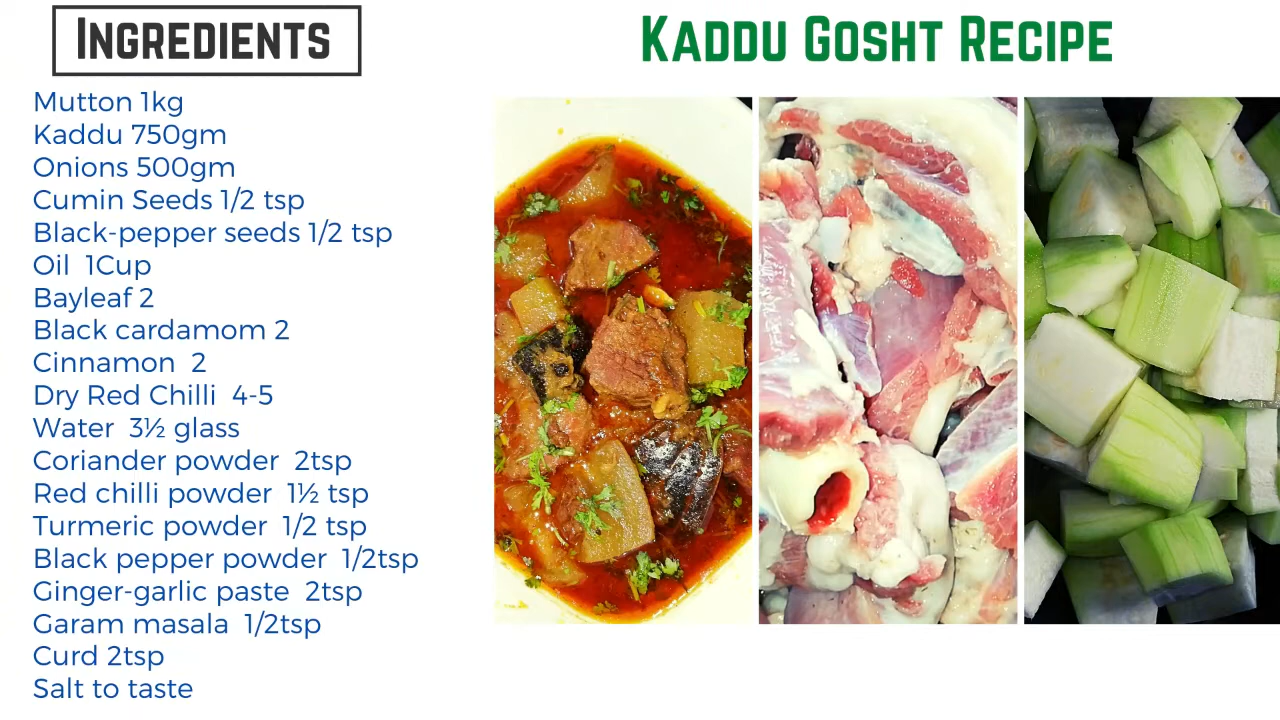 INGREDIENTS
KADDU GOSHT RECIPE
Mutton 1kg
Kaddu 750gm
Onions 500gm
Cumin Seeds 1/2 tsp
Black-pepper seeds 1/2 tsp
Oil 1Cup
Bayleaf 2
Black cardamom 2
Cinnamon 2
Dry Red Chilli 4-5
Water 3½ glass
Coriander powder 2tsp
Red chilli powder 1½ tsp
Turmeric powder 1/2 tsp
Black pepper powder 1/2tsp
Ginger-garlic paste 2tsp
Garam masala 1/2tsp
Curd 2tsp
Salt to taste